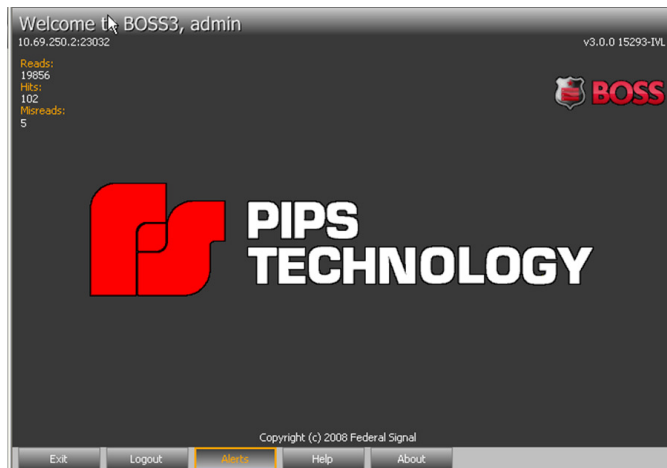 Welcome to BOSS3, admin
10.69.250.2:23032
v3.0.0 15293-IVL
Reads:
19856
Hits:
102
Misreads:
5
BOSS
PIPS
TECHNOLOGY
Copyright (c) 2008 Federal Signal
Exit Logout Alerts Help About